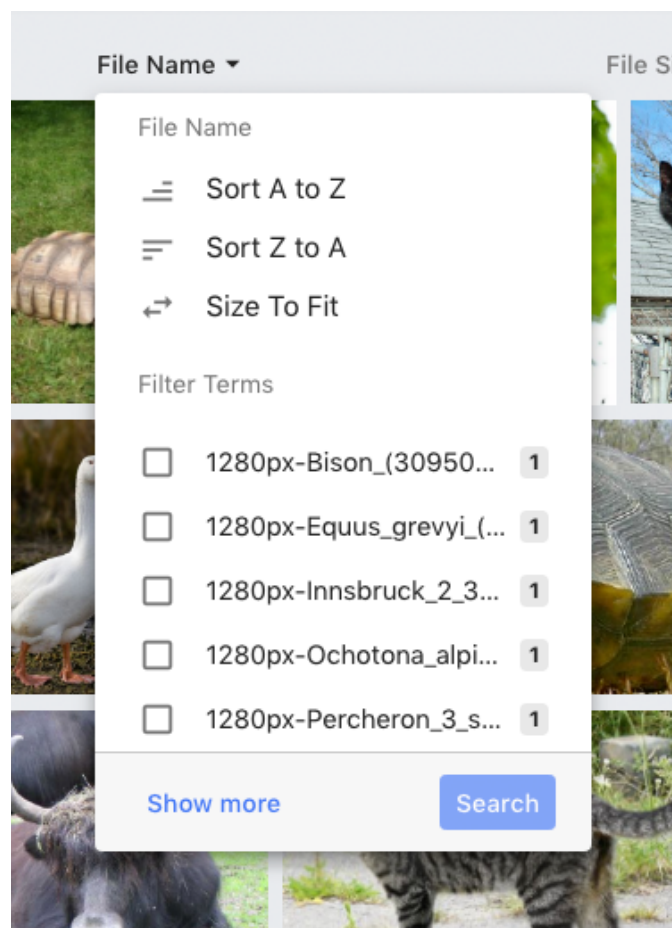 File Name
File S
File Name
Sort A to Z
Sort Z to A
Size To Fit
Filter Terms
1280px-Bison_(30950... 1
1280px-Equus_grevyi_(... 1
1280px-Innsbruck_2_3... 1
1280px-Ochotona_alpi... 1
1280px-Percheron_3_s... 1
Show more
Search